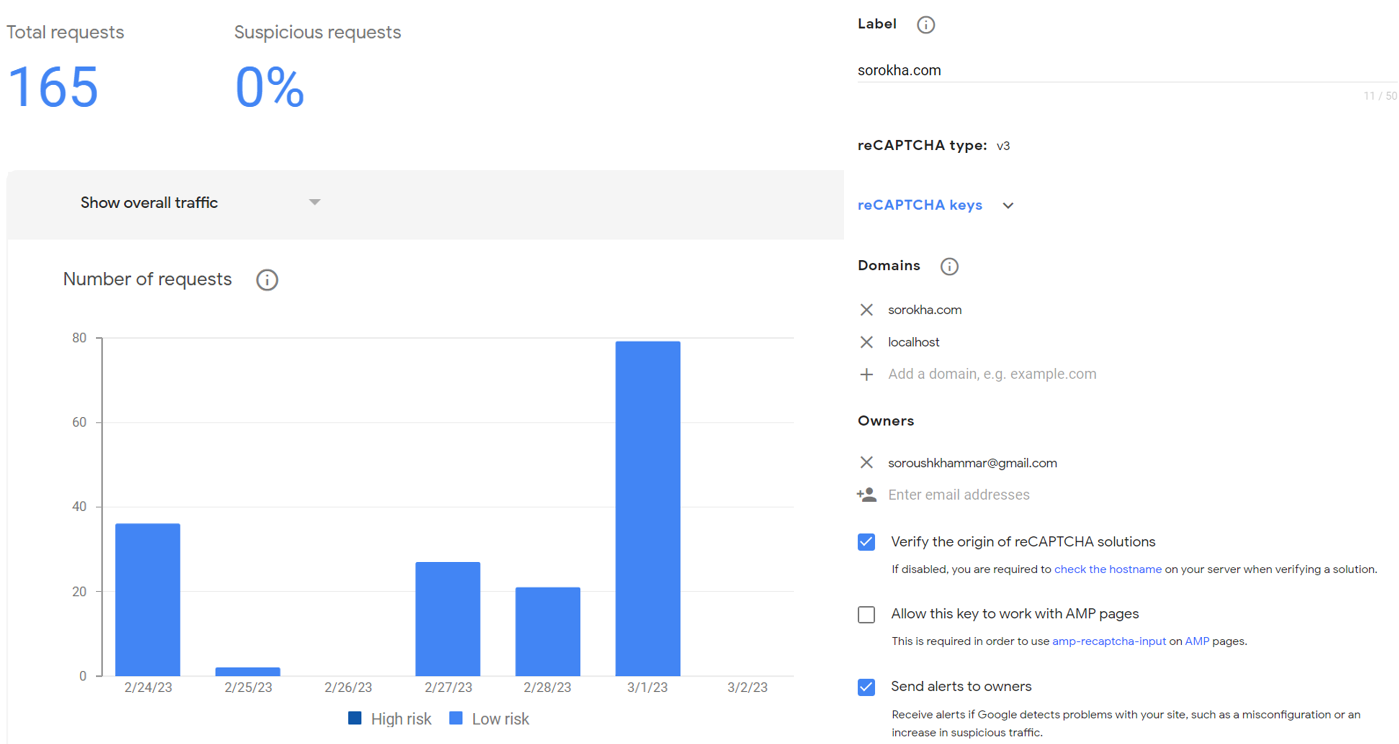 Total requests
Suspicious requests
165
0%
Show overall traffic
Number of requests
80
60
40
20
0
2/24/23 2/25/23 2/26/23 2/27/23 2/28/23 3/1/23 3/2/23
High risk Low risk
Label
sorokha.com
11 / 50
reCAPTCHA type: v3
reCAPTCHA keys
Domains
sorokha.com
localhost
Add a domain, e.g. example.com
Owners
soroushkhammar@gmail.com
Enter email addresses
Verify the origin of reCAPTCHA solutions
If disabled, you are required to check the hostname on your server when verifying a solution.
Allow this key to work with AMP pages
This is required in order to use amp-recaptcha-input on AMP pages.
Send alerts to owners
Receive alerts if Google detects problems with your site, such as a misconfiguration or an
increase in suspicious traffic.